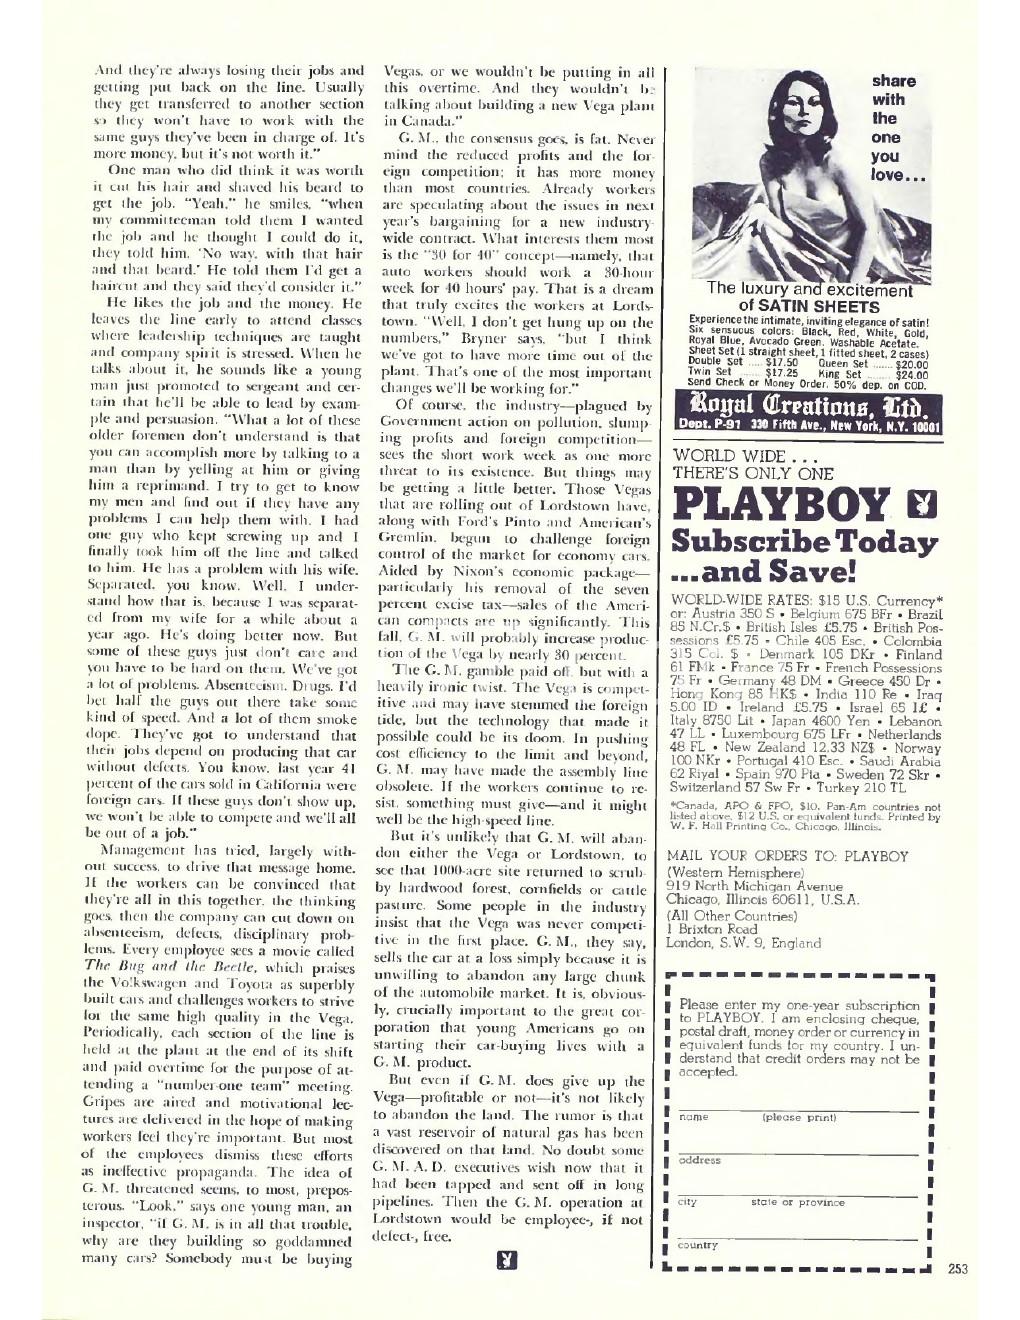 And they're always losing their jobs and
getting put back on the line. Usually
they get transferred to another section
so they won't have to work with the
same guys they've been in charge of. It's
more money, but it's not worth it."
One man who did think it was worth
it cut his hair and shaved his beard to
get the job. "Yeah," he smiles, "when
my committeeman told them I wanted
the job and he thought I could do it,
they told him, 'No way, with that hair
and that beard.' He told them I'd get a
haircut and they said they'd consider it."
He likes the job and the money. He
leaves the line early to attend classes
where leadership techniques are taught
and company spirit is stressed. When he
talks about it, he sounds like a young
man just promoted to sergeant and cer-
tain that he'll be able to lead by exam-
ple and persuasion. "What a lot of these
older foremen don't understand is that
you can accomplish more by talking to a
man than by yelling at him or giving
him a reprimand. I try to get to know
my men and find out if they have any
problems I can help them with. I had
one guy who kept screwing up and I
finally took him off the line and talked
to him. He has a problem with his wife.
Separated, you know. Well, I under-
stand how that is, because I was separat-
ed from my wife for a while about a
year ago. He's doing better now. But
some of these guys just don't care and
you have to be hard on them. We've got
a lot of problems. Absenteeism. Drugs. I'd
bet half the guys out there take some
kind of speed. And a lot of them smoke
dope. They've got to understand that
their jobs depend on producing that car
without defects. You know, last year 41
percent of the cars sold in California were
foreign cars. If these guys don't show up,
we won't be able to compete and we'll all
be out of a job."
Management has tried, largely with-
out success, to drive that message home.
If the workers can be convinced that
they're all in this together, the thinking
goes, then the company can cut down on
absenteeism, defects, disciplinary prob-
lems. Every employee sees a movie called
The Bug and the Beetle, which praises
the Volkswagen and Toyota as superbly
built cars and challenges workers to strive
for the same high quality in the Vega.
Periodically, each section of the line is
held at the plant at the end of its shift
and paid overtime for the purpose of at-
tending a "number-one team" meeting.
Gripes are aired and motivational lec-
tures are delivered in the hope of making
workers feel they're important. But most
of the employees dismiss these efforts
as ineffective propaganda. The idea of
G. M. threatened seems, to most, prepos-
terous. "Look," says one young man, an
inspector, "if G. M. is in all that trouble,
why are they building so goddamned
many cars? Somebody must be buying
Vegas, or we wouldn't be putting in all
this overtime. And they wouldn't be
talking about building a new Vega plant
in Canada."
G. M., the consensus goes, is fat. Never
mind the reduced profits and the for-
eign competition; it has more money
than most countries. Already workers
are speculating about the issues in next
year's bargaining for a new industry-
wide contract. What interests them most
is the "30 for 40" concept—namely, that
auto workers should work a 30-hour
week for 40 hours' pay. That is a dream
that truly excites the workers at Lords-
town. "Well, I don't get hung up on the
numbers," Bryner says, "but I think
we've got to have more time out of the
plant. That's one of the most important
changes we'll be working for."
Of course, the industry—plagued by
Government action on pollution, slump-
ing profits and foreign competition—
sees the short work week as one more
threat to its existence. But things may
be getting a little better. Those Vegas
that are rolling out of Lordstown have,
along with Ford's Pinto and American's
Gremlin, begun to challenge foreign
control of the market for economy cars.
Aided by Nixon's economic package—
particularly his removal of the seven
percent excise tax—sales of the Ameri-
can compacts are up significantly. This
fall, G. M. will probably increase produc-
tion of the Vega by nearly 30 percent.
The G. M. gamble paid off, but with a
heavily ironic twist. The Vega is compet-
itive and may have stemmed the foreign
tide, but the technology that made it
possible could be its doom. In pushing
cost efficiency to the limit and beyond,
G. M. may have made the assembly line
obsolete. If the workers continue to re-
sist, something must give—and it might
well be the high-speed line.
But it's unlikely that G. M. will aban-
don either the Vega or Lordstown, to
see that 1000-acre site returned to scrub-
by hardwood forest, cornfields or cattle
pasture. Some people in the industry
insist that the Vega was never competi-
tive in the first place. G. M., they say,
sells the car at a loss simply because it is
unwilling to abandon any large chunk
of the automobile market. It is, obvious-
ly, crucially important to the great cor-
poration that young Americans go on
starting their car-buying lives with a
G. M. product.
But even if G. M. does give up the
Vega—profitable or not—it's not likely
to abandon the land. The rumor is that
a vast reservoir of natural gas has been
discovered on that land. No doubt some
G. M. A. D. executives wish now that it
had been tapped and sent off in long
pipelines. Then the G. M. operation at
Lordstown would be employee-, if not
defect-, free.
share
with
the
one
you
love...
The luxury and excitement
of SATIN SHEETS
Experience the intimate, inviting elegance of satin!
Six sensuous colors: Black, Red, White, Gold,
Royal Blue, Avocado Green. Washable Acetate.
Sheet Set (1 straight sheet, 1 fitted sheet, 2 cases)
Double Set ..... $17.50 Queen Set ....... $20.00
Twin Set ....... $17.25 King Set ........ $24.00
Send Check or Money Order. 50% dep. on COD.
Royal Creations, Ltd.
Dept. P-91 330 Fifth Ave., New York, N.Y. 10001
WORLD WIDE . . .
THERE'S ONLY ONE
PLAYBOY
Subscribe Today
...and Save!
WORLD-WIDE RATES: $15 U.S. Currency*
or: Austria 350 S • Belgium 675 BFr • Brazil
85 N.Cr.$ • British Isles £5.75 • British Pos-
sessions £5.75 • Chile 405 Esc. • Colombia
315 Col. $ • Denmark 105 DKr • Finland
61 FMk • France 75 Fr • French Possessions
75 Fr • Germany 48 DM • Greece 450 Dr •
Hong Kong 85 HK$ • India 110 Re • Iraq
5.00 ID • Ireland £5.75 • Israel 65 I£ •
Italy 8750 Lit • Japan 4600 Yen • Lebanon
47 LL • Luxembourg 675 LFr • Netherlands
48 FL • New Zealand 12.33 NZ$ • Norway
100 NKr • Portugal 410 Esc. • Saudi Arabia
62 Riyal • Spain 970 Pta • Sweden 72 Skr •
Switzerland 57 Sw Fr • Turkey 210 TL
*Canada, APO & FPO, $10. Pan-Am countries not
listed above, $12 U.S. or equivalent funds. Printed by
W. F. Hall Printing Co., Chicago, Illinois.
MAIL YOUR ORDERS TO: PLAYBOY
(Western Hemisphere)
919 North Michigan Avenue
Chicago, Illinois 60611, U.S.A.
(All Other Countries)
1 Brixton Road
London, S.W. 9, England
Please enter my one-year subscription
to PLAYBOY. I am enclosing cheque,
postal draft, money order or currency in
equivalent funds for my country. I un-
derstand that credit orders may not be
accepted.
name (please print)
address
city state or province
country
253